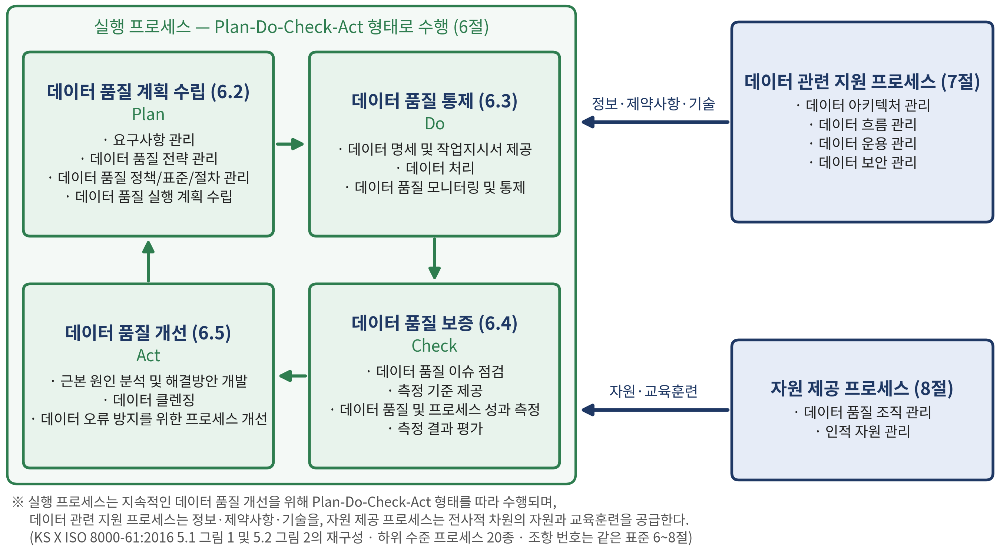 실행 프로세스 — Plan-Do-Check-Act 형태로 수행 (6절)
데이터 품질 계획 수립 (6.2)
Plan
· 요구사항 관리
· 데이터 품질 전략 관리
· 데이터 품질 정책/표준/절차 관리
· 데이터 품질 실행 계획 수립
데이터 품질 통제 (6.3)
Do
· 데이터 명세 및 작업지시서 제공
· 데이터 처리
· 데이터 품질 모니터링 및 통제
정보·제약사항·기술
데이터 관련 지원 프로세스 (7절)
· 데이터 아키텍처 관리
· 데이터 흐름 관리
· 데이터 운용 관리
· 데이터 보안 관리
데이터 품질 개선 (6.5)
Act
· 근본 원인 분석 및 해결방안 개발
· 데이터 클렌징
· 데이터 오류 방지를 위한 프로세스 개선
데이터 품질 보증 (6.4)
Check
· 데이터 품질 이슈 점검
· 측정 기준 제공
· 데이터 품질 및 프로세스 성과 측정
· 측정 결과 평가
자원·교육훈련
자원 제공 프로세스 (8절)
· 데이터 품질 조직 관리
· 인적 자원 관리
※ 실행 프로세스는 지속적인 데이터 품질 개선을 위해 Plan-Do-Check-Act 형태를 따라 수행되며,
데이터 관련 지원 프로세스는 정보·제약사항·기술을, 자원 제공 프로세스는 전사적 차원의 자원과 교육훈련을 공급한다.
(KS X ISO 8000-61:2016 5.1 그림 1 및 5.2 그림 2의 재구성 · 하위 수준 프로세스 20종 · 조항 번호는 같은 표준 6~8절)